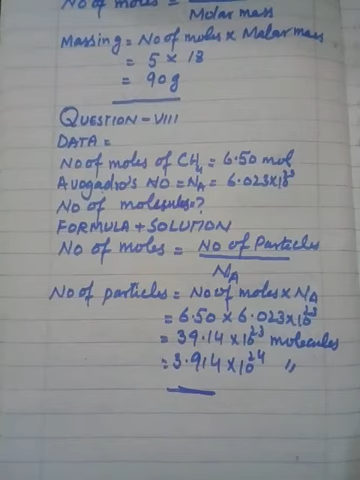 No of moles =
Molar mass
Mass in g = No of moles x Molar mass
= 5 x 18
= 90g
QUESTION-VIII
DATA=
No of moles of CH4 = 6.50 mol
Avogadro's NO = NA = 6.023x10^23
No of molecules=?
FORMULA + SOLUTION
No of moles = No of Particles
NA
No of particles = No of moles x NA
= 6.50 x 6.023x10^23
= 39.14 x 10^23 molecules
= 3.914 x 10^24 "